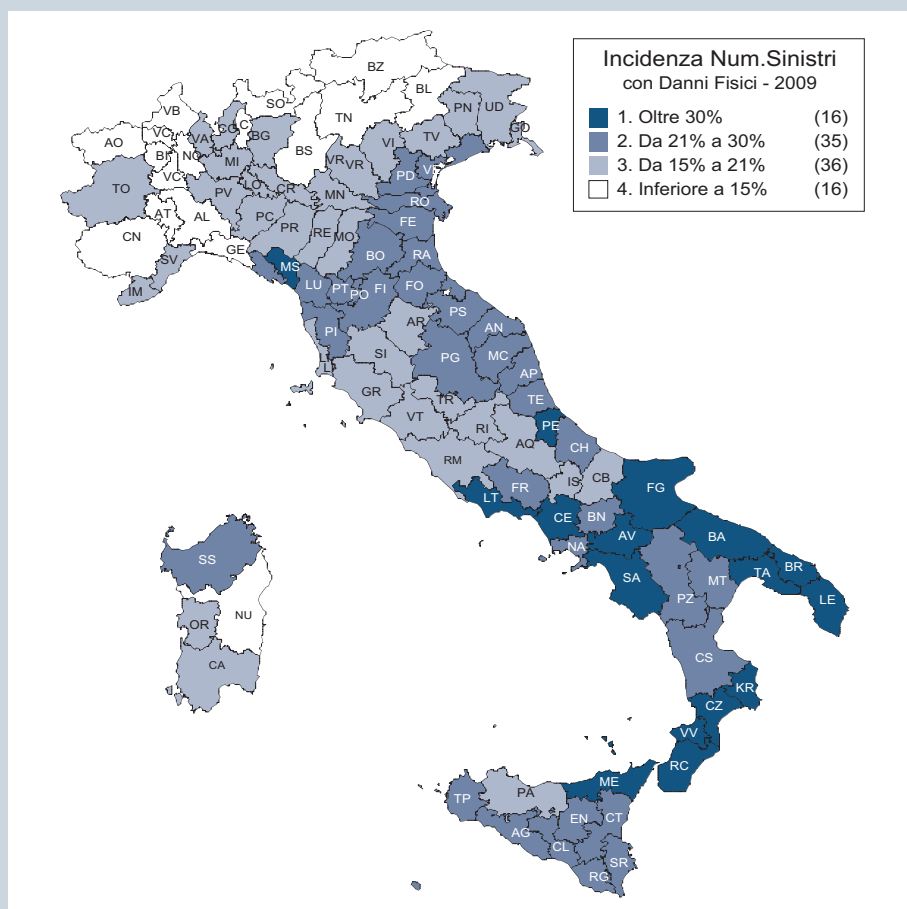 Incidenza Num.Sinistri
con Danni Fisici - 2009
1. Oltre 30% (16)
2. Da 21% a 30% (35)
3. Da 15% a 21% (36)
4. Inferiore a 15% (16)
BZ
BL
SO
TN
PN
UD
VB
GO
VC
VA
CO
BG
VI
TV
AO
BI
NO
MI
BS
VR
VR
PD
VE
VC
TO
PV
LO
CR
MN
RO
AT
AL
PC
PR
RE
MO
FE
CN
GE
BO
RA
SV
MS
IM
LU
PT
PO
FI
FO
PS
PI
AR
AN
SI
PG
MC
AP
LI
GR
TR
TE
VT
RI
PE
AQ
CH
RM
IS
CB
FR
FG
LT
CE
BN
NA
AV
BA
SS
SA
MT
TA
BR
PZ
LE
NU
OR
CA
CS
KR
CZ
VV
RC
ME
TP
PA
EN
CT
AG
CL
SR
RG